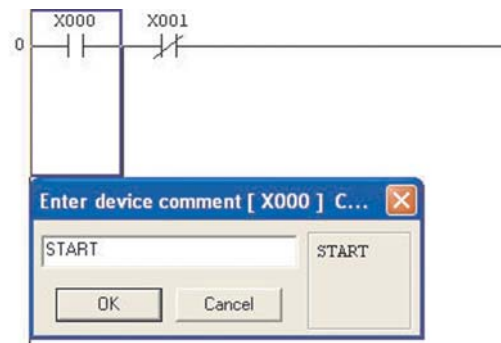 X000 X001
0
Enter device comment [ X000 ] C...
START START
OK Cancel